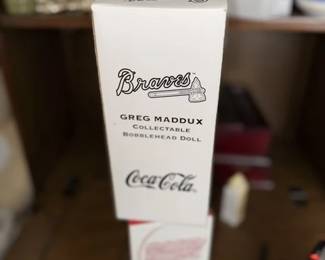 Braves
GREG MADDUX
COLLECTABLE
BOBBLEHEAD DOLL
Coca-Cola